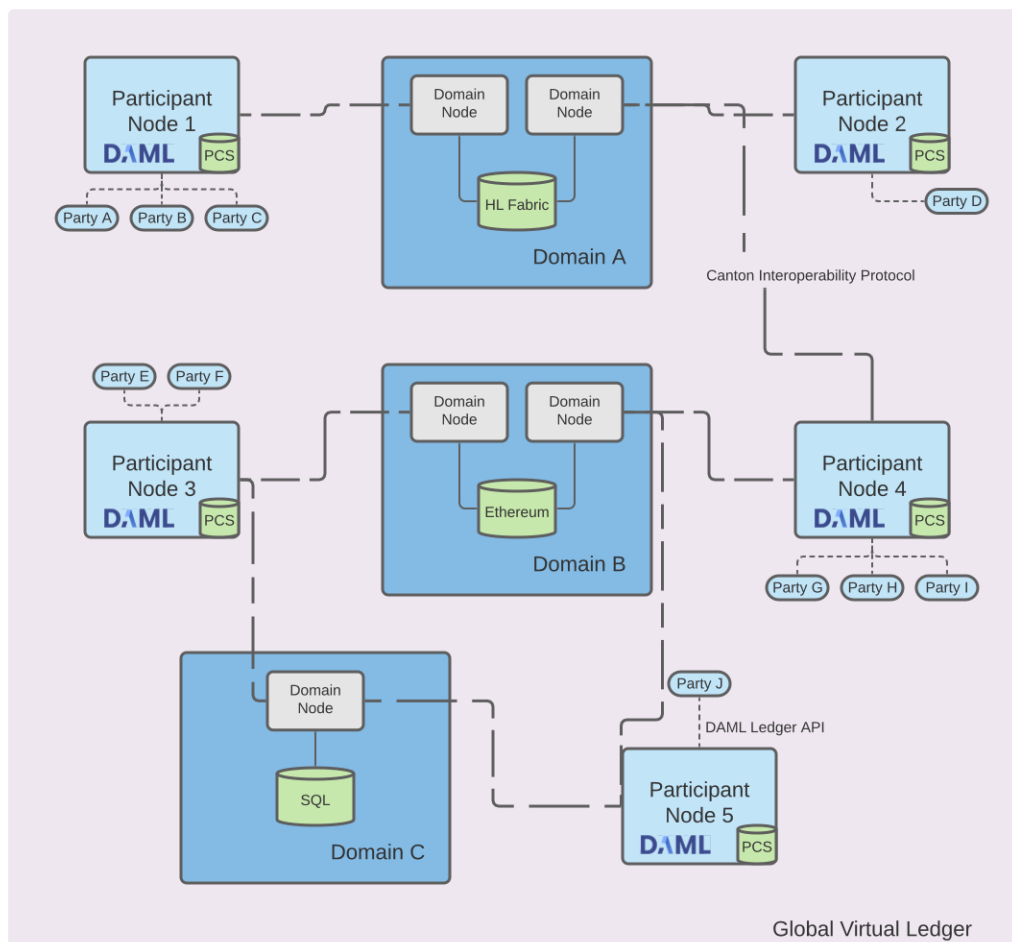 Participant
Node 1
DAML
PCS
Party A
Party B
Party C
Domain
Node
Domain
Node
HL Fabric
Domain A
Participant
Node 2
DAML
PCS
Party D
Canton Interoperability Protocol
Party E
Party F
Participant
Node 3
DAML
PCS
Domain
Node
Domain
Node
Ethereum
Domain B
Participant
Node 4
DAML
PCS
Party G
Party H
Party I
Domain
Node
SQL
Domain C
Party J
DAML Ledger API
Participant
Node 5
DAML
PCS
Global Virtual Ledger